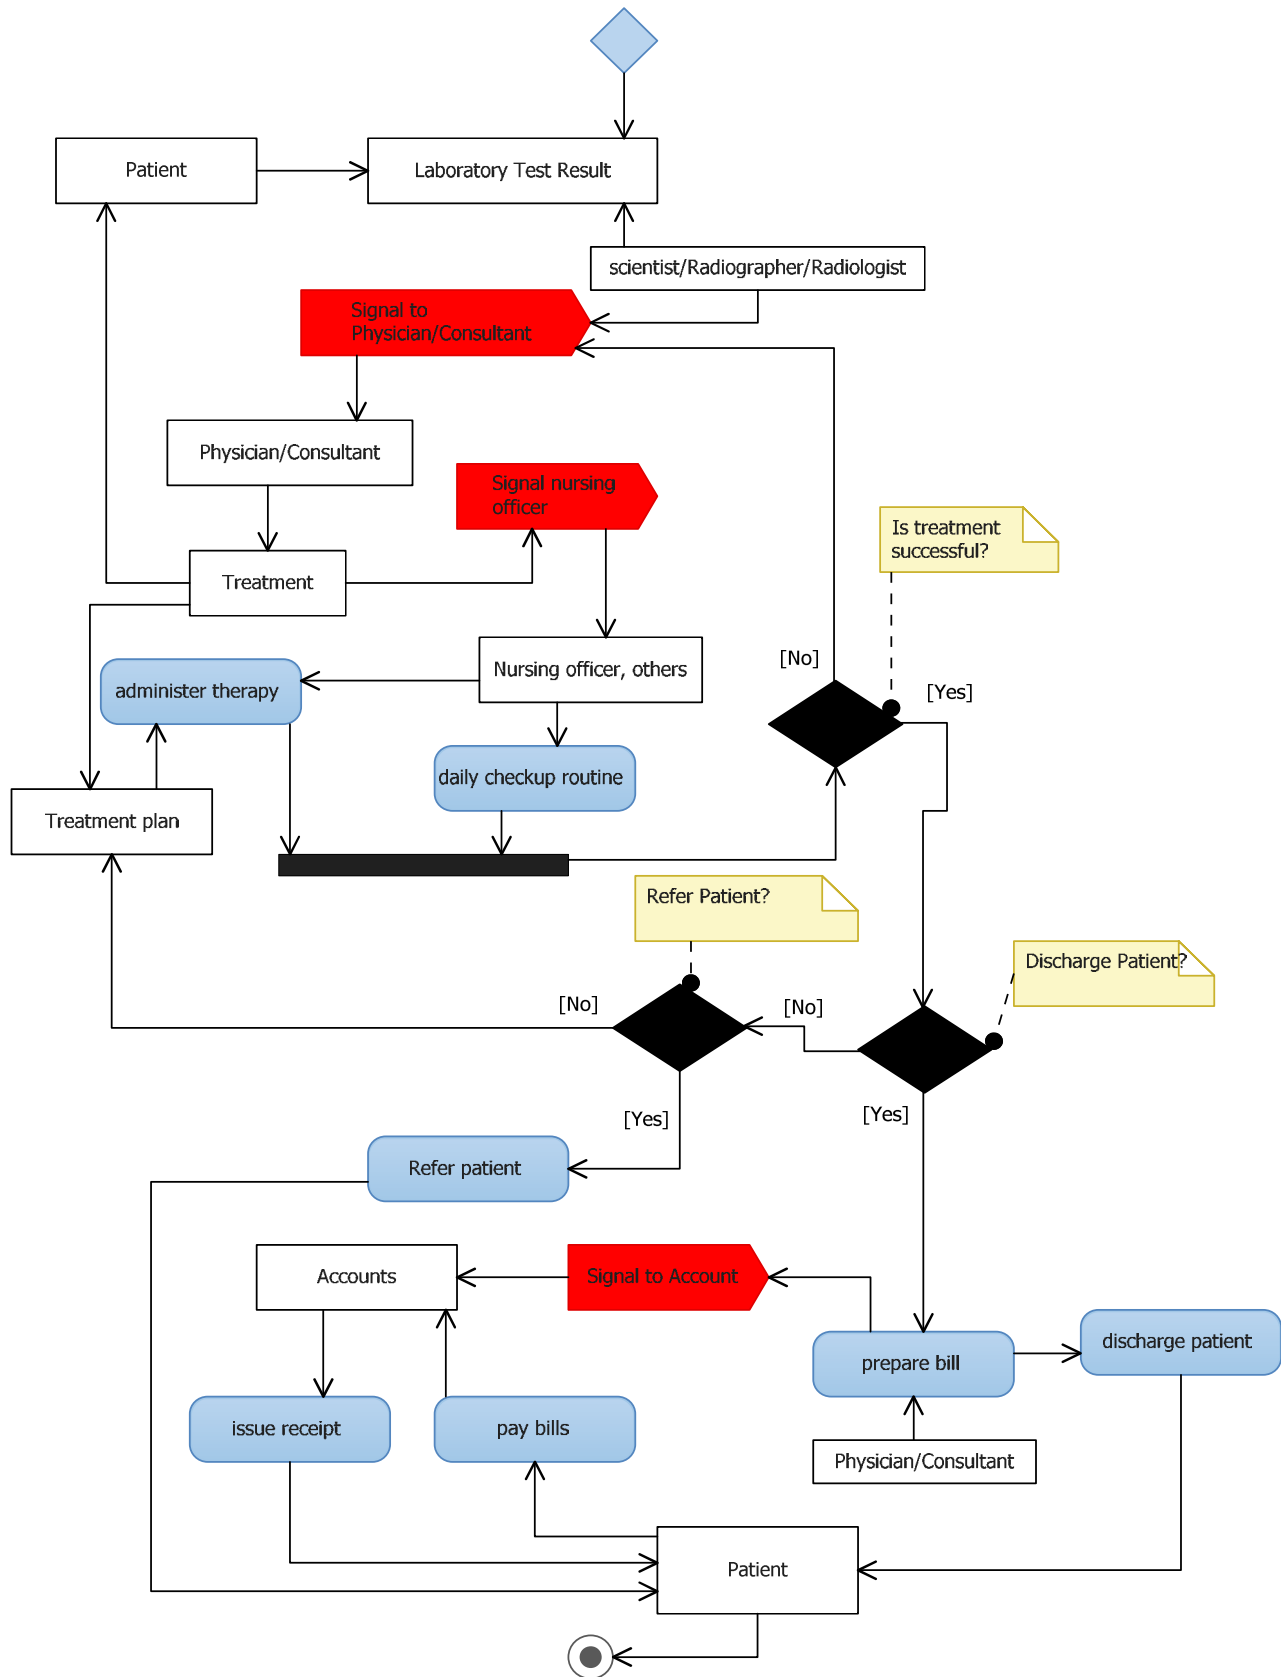 Patient
Laboratory Test Result
scientist/Radiographer/Radiologist
Signal to
Physician/Consultant
Physician/Consultant
Signal nursing
officer
Is treatment
successful?
Treatment
[No]
Nursing officer, others
[Yes]
administer therapy
daily checkup routine
Treatment plan
Refer Patient?
Discharge Patient?
[No]
[No]
[Yes]
[Yes]
Refer patient
Accounts
Signal to Account
discharge patient
prepare bill
issue receipt
pay bills
Physician/Consultant
Patient